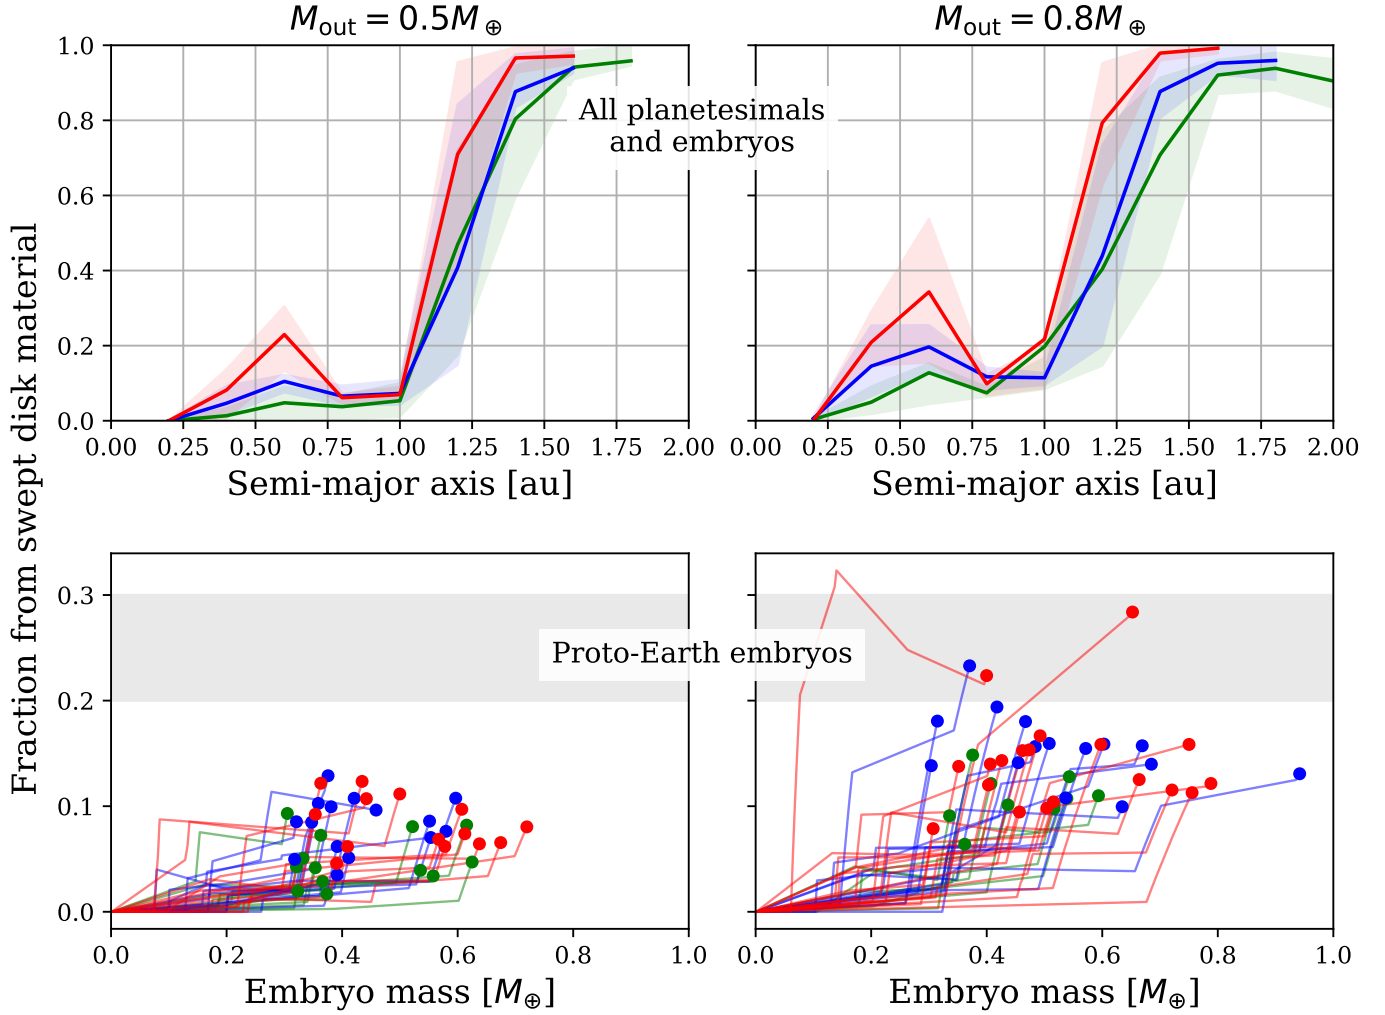 M_out = 0.5M_⊕
M_out = 0.8M_⊕
1.0
0.8
0.6
0.4
0.2
0.0
All planetesimals
and embryos
0.00 0.25 0.50 0.75 1.00 1.25 1.50 1.75 2.00
0.00 0.25 0.50 0.75 1.00 1.25 1.50 1.75 2.00
Semi-major axis [au]
Semi-major axis [au]
Fraction from swept disk material
0.3
0.2
0.1
0.0
Proto-Earth embryos
0.0 0.2 0.4 0.6 0.8 1.0
0.0 0.2 0.4 0.6 0.8 1.0
Embryo mass [M_⊕]
Embryo mass [M_⊕]